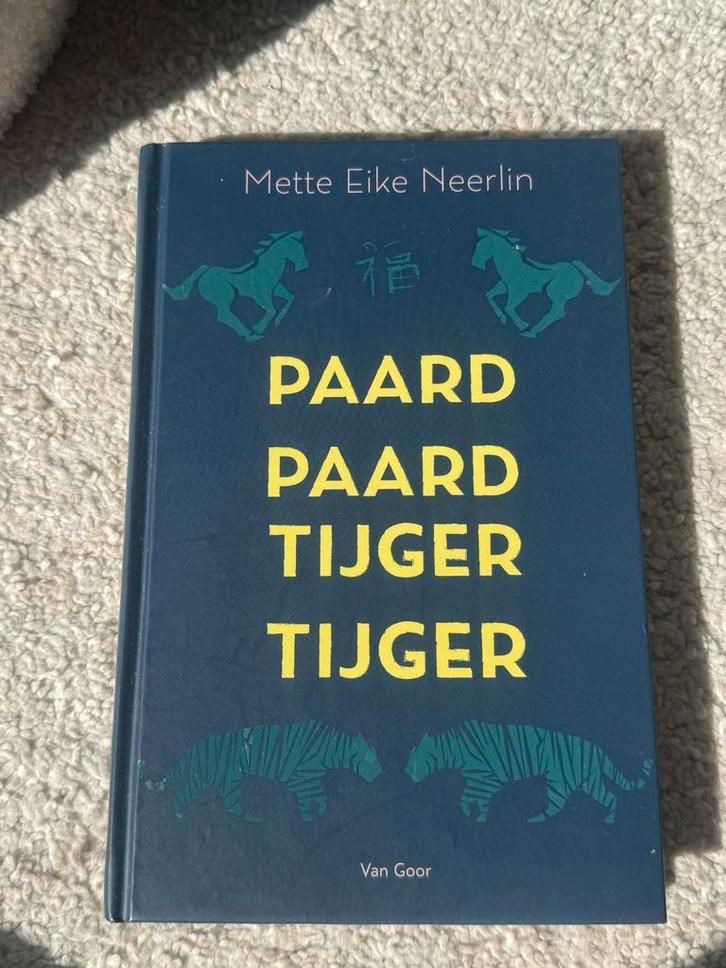 Mette Eike Neerlin
福
PAARD
PAARD
TIJGER
TIJGER
Van Goor